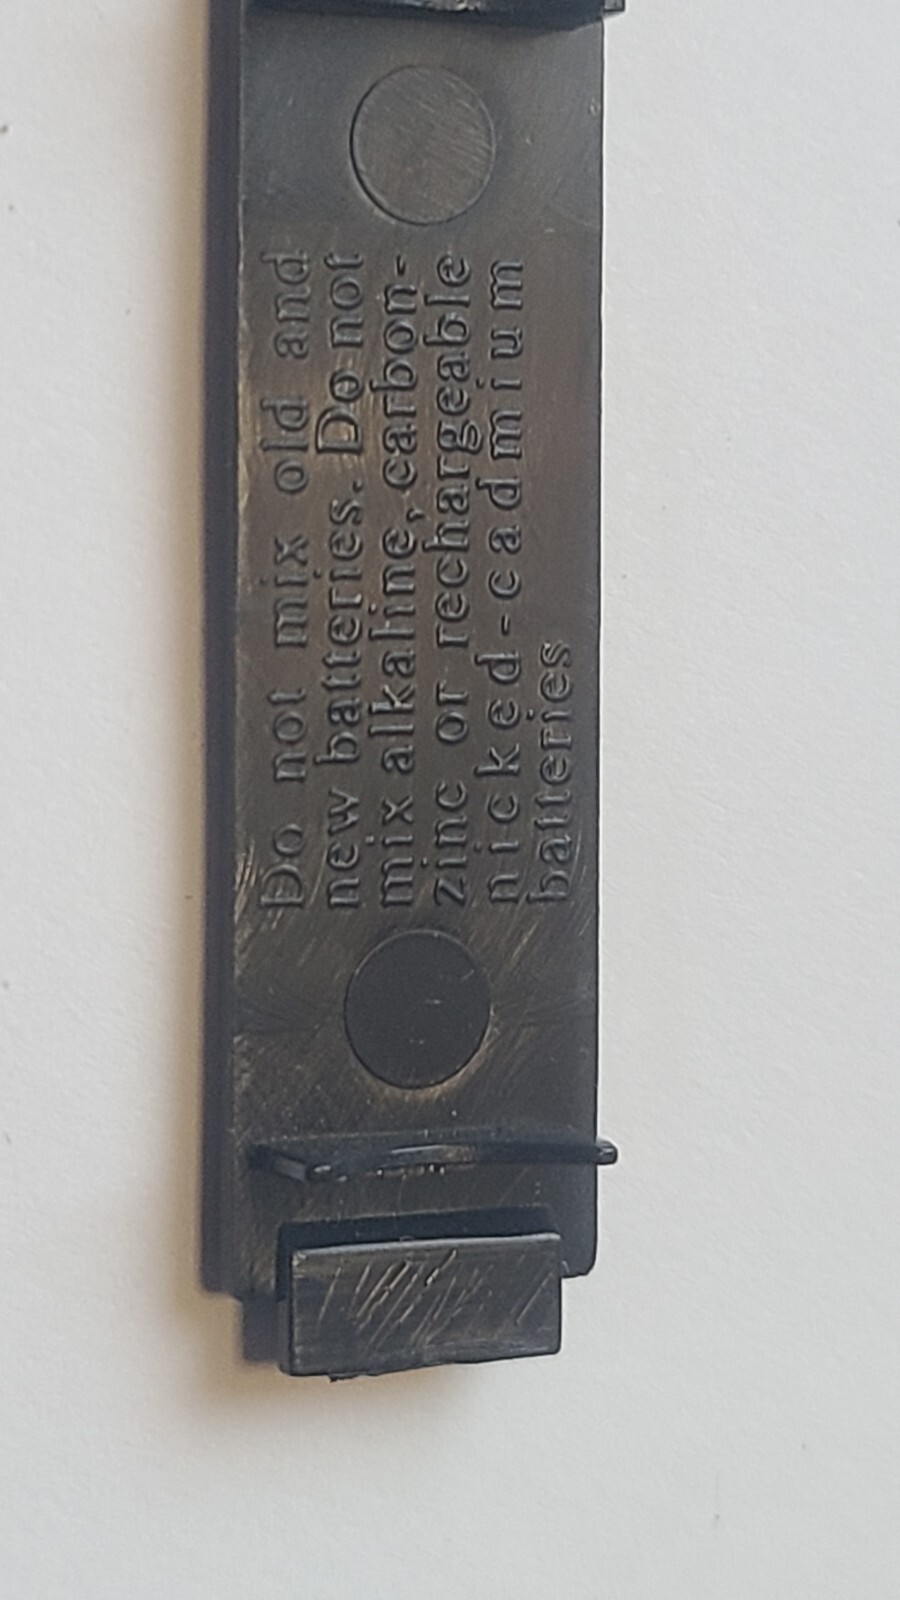 Do not mix old and
new batteries. Do not
mix alkaline, carbon-
zinc or rechargeable
nicked-cadmium
batteries